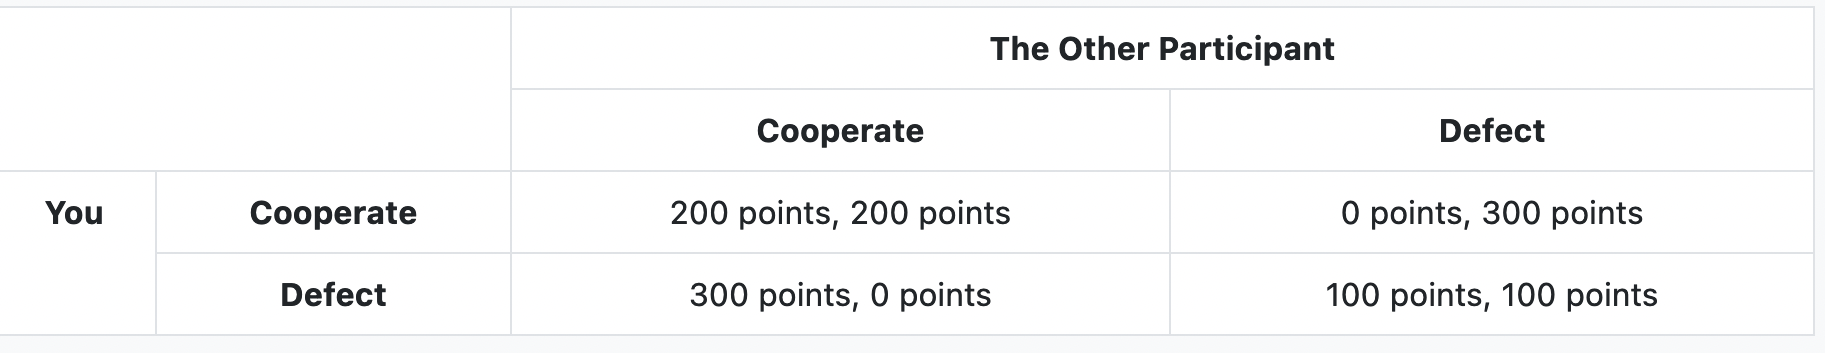 The Other Participant
Cooperate Defect
You Cooperate 200 points, 200 points 0 points, 300 points
Defect 300 points, 0 points 100 points, 100 points